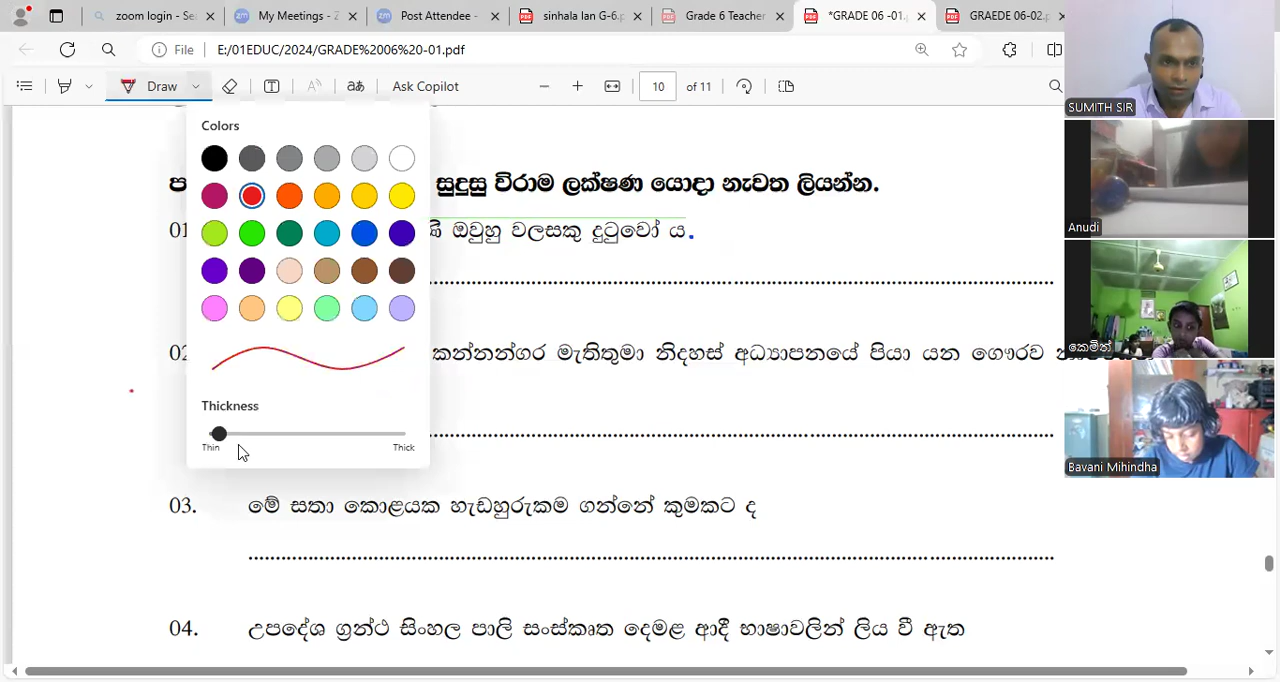 zoom login - Se
My Meetings - Z
Post Attendee -
sinhala lan G-6.p
Grade 6 Teacher
*GRADE 06 -01.p
GRAEDE 06-02.p
File E:/01EDUC/2024/GRADE%2006%20-01.pdf
Draw
aあ
Ask Copilot
10 of 11
SUMITH SIR
Colors
සුදුසු විරාම ලක්ෂණ යොදා නැවත ලියන්න.
Anudi
01
ඔවුහු වලසකු දුටුවෝ ය.
02
කන්නන්ගර මැතිතුමා නිදහස් අධ්‍යාපනයේ පියා යන ගෞරව
කෙමිත්
Thickness
Thin Thick
Bavani Mihindha
03. මේ සතා කොළයක හැඩහුරුකම ගන්නේ කුමකට ද
04. උපදේශ ග්‍රන්ථ සිංහල පාලි සංස්කෘත දෙමළ ආදී භාෂාවලින් ලිය වී ඇත